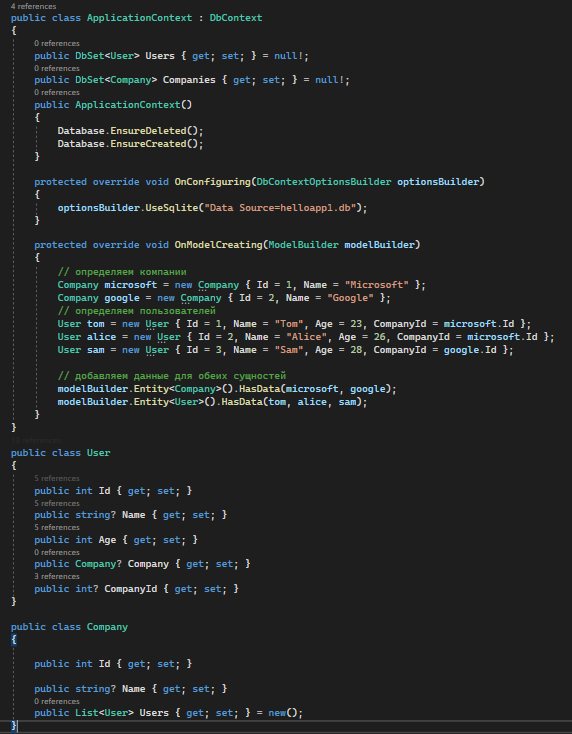 4 references
public class ApplicationContext : DbContext
{
0 references
public DbSet<User> Users { get; set; } = null!;
0 references
public DbSet<Company> Companies { get; set; } = null!;
0 references
public ApplicationContext()
{
Database.EnsureDeleted();
Database.EnsureCreated();
}
protected override void OnConfiguring(DbContextOptionsBuilder optionsBuilder)
{
optionsBuilder.UseSqlite("Data Source=helloapp1.db");
}
protected override void OnModelCreating(ModelBuilder modelBuilder)
{
// определяем компании
Company microsoft = new Company { Id = 1, Name = "Microsoft" };
Company google = new Company { Id = 2, Name = "Google" };
// определяем пользователей
User tom = new User { Id = 1, Name = "Tom", Age = 23, CompanyId = microsoft.Id };
User alice = new User { Id = 2, Name = "Alice", Age = 26, CompanyId = microsoft.Id };
User sam = new User { Id = 3, Name = "Sam", Age = 28, CompanyId = google.Id };
// добавляем данные для обеих сущностей
modelBuilder.Entity<Company>().HasData(microsoft, google);
modelBuilder.Entity<User>().HasData(tom, alice, sam);
}
}
references
public class User
{
5 references
public int Id { get; set; }
5 references
public string? Name { get; set; }
5 references
public int Age { get; set; }
0 references
public Company? Company { get; set; }
3 references
public int? CompanyId { get; set; }
}
public class Company
{
public int Id { get; set; }
public string? Name { get; set; }
0 references
public List<User> Users { get; set; } = new();
}